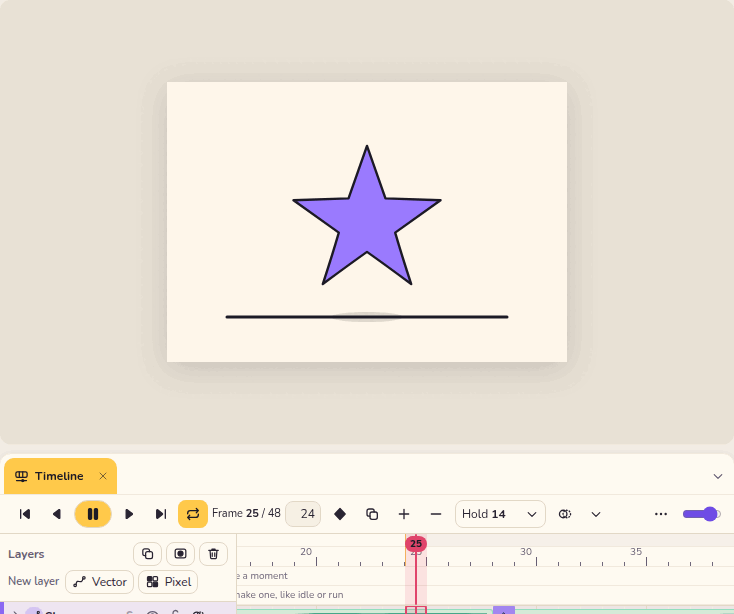 Timeline
Frame 25 / 48 24 Hold 14
Layers
20 25 30 35
New layer Vector Pixel
e a moment
make one, like idle or run